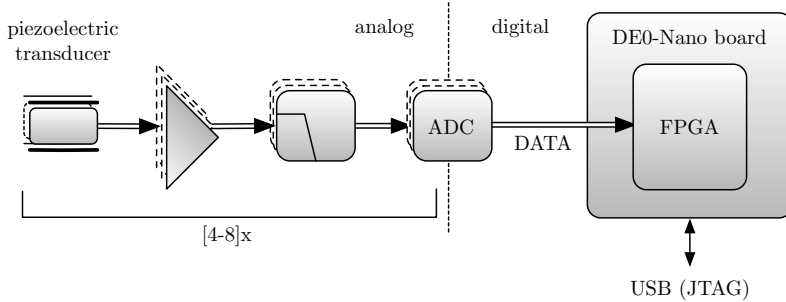 piezoelectric
transducer
analog
digital
DE0-Nano board
ADC
DATA
FPGA
[4-8]x
USB (JTAG)